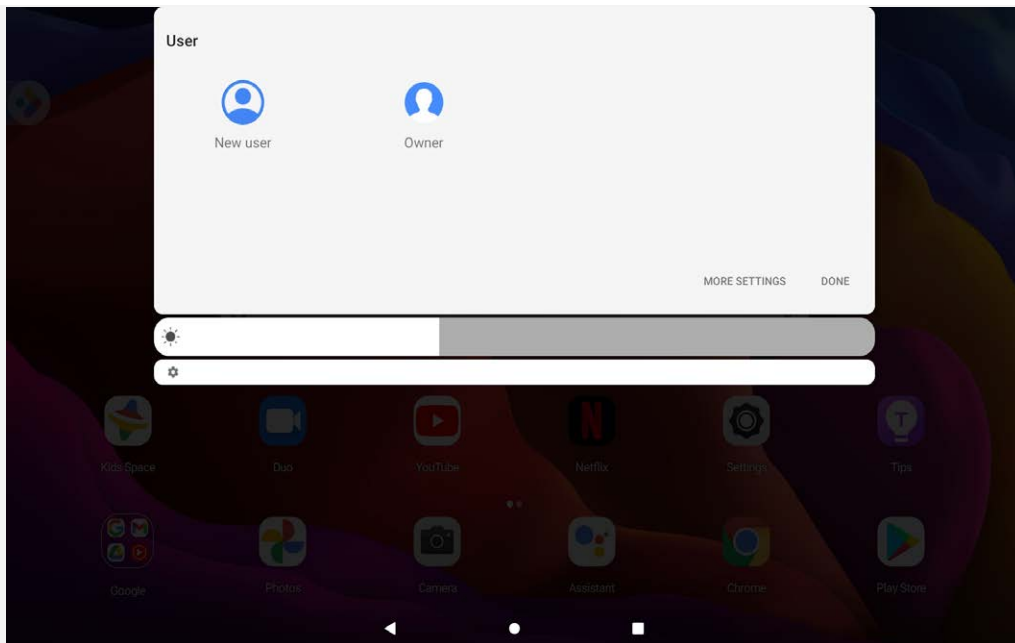 User
New user
Owner
MORE SETTINGS DONE
Kids Space Duo YouTube Netflix Settings Tips
Google Photos Camera Assistant Chrome Play Store